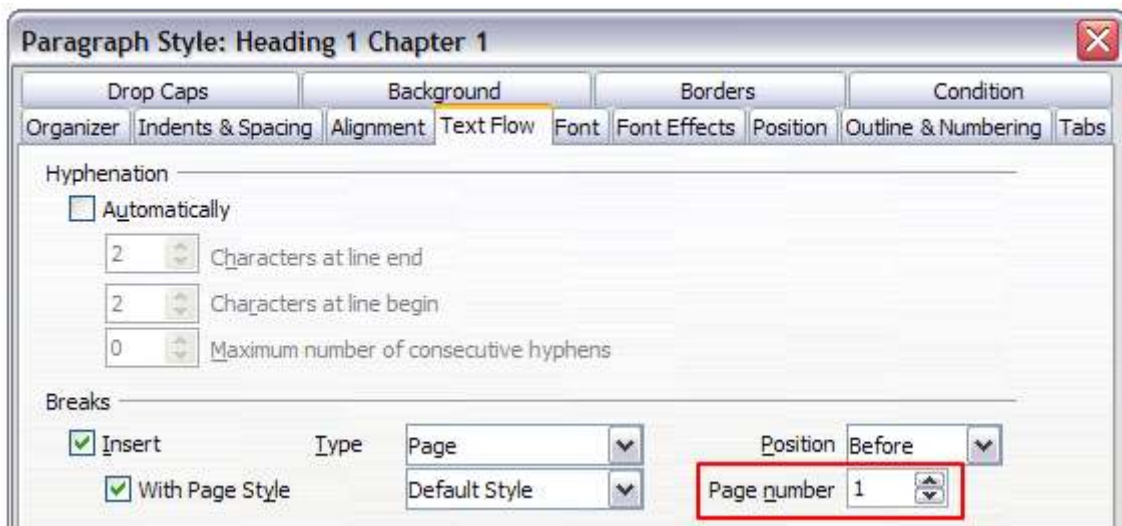 Paragraph Style: Heading 1 Chapter 1
Drop Caps Background Borders Condition
Organizer Indents & Spacing Alignment Text Flow Font Font Effects Position Outline & Numbering Tabs
Hyphenation
Automatically
2 Characters at line end
2 Characters at line begin
0 Maximum number of consecutive hyphens
Breaks
Insert Type Page Position Before
With Page Style Default Style Page number 1